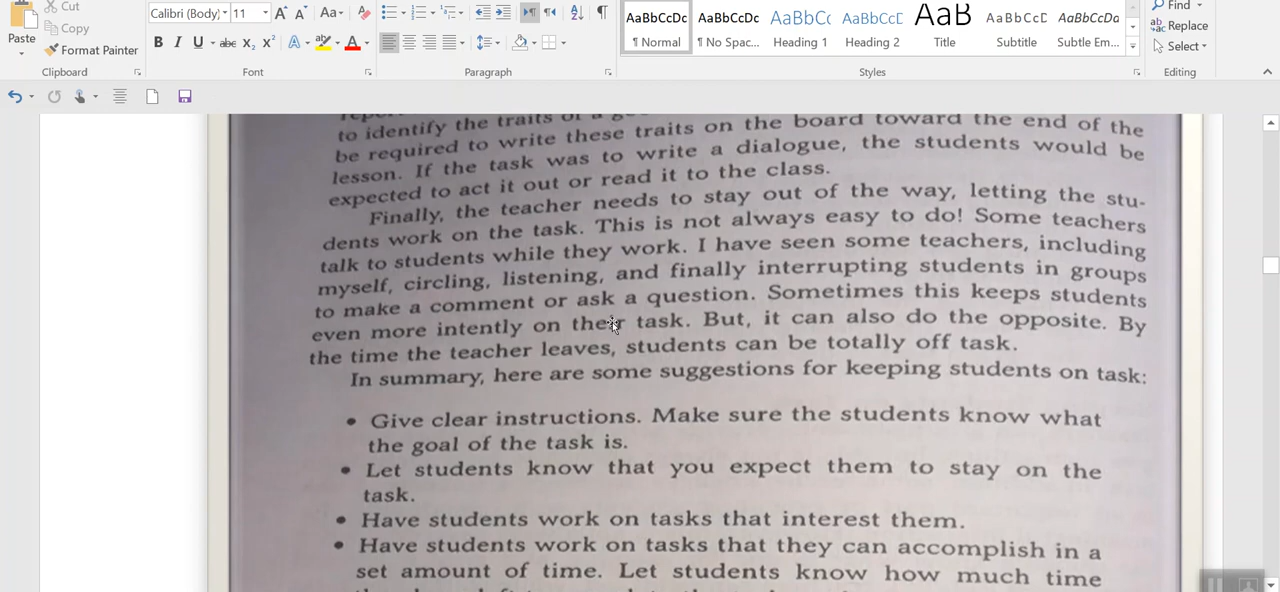 Cut
Copy
Paste
Format Painter
Clipboard
Calibri (Body) 11
Font
Paragraph
AaBbCcDc
¶ Normal
AaBbCcDc
¶ No Spac...
AaBbCc
Heading 1
AaBbCcD
Heading 2
AaB
Title
AaBbCcD
Subtitle
AaBbCcDc
Subtle Em...
Styles
Find
Replace
Select
Editing
to identify the traits of a
be required to write these traits on the board toward the end of the
lesson. If the task was to write a dialogue, the students would be
expected to act it out or read it to the class.
Finally, the teacher needs to stay out of the way, letting the stu-
dents work on the task. This is not always easy to do! Some teachers
talk to students while they work. I have seen some teachers, including
myself, circling, listening, and finally interrupting students in groups
to make a comment or ask a question. Sometimes this keeps students
even more intently on their task. But, it can also do the opposite. By
the time the teacher leaves, students can be totally off task.
In summary, here are some suggestions for keeping students on task:
• Give clear instructions. Make sure the students know what
the goal of the task is.
• Let students know that you expect them to stay on the
task.
• Have students work on tasks that interest them.
• Have students work on tasks that they can accomplish in a
set amount of time. Let students know how much time